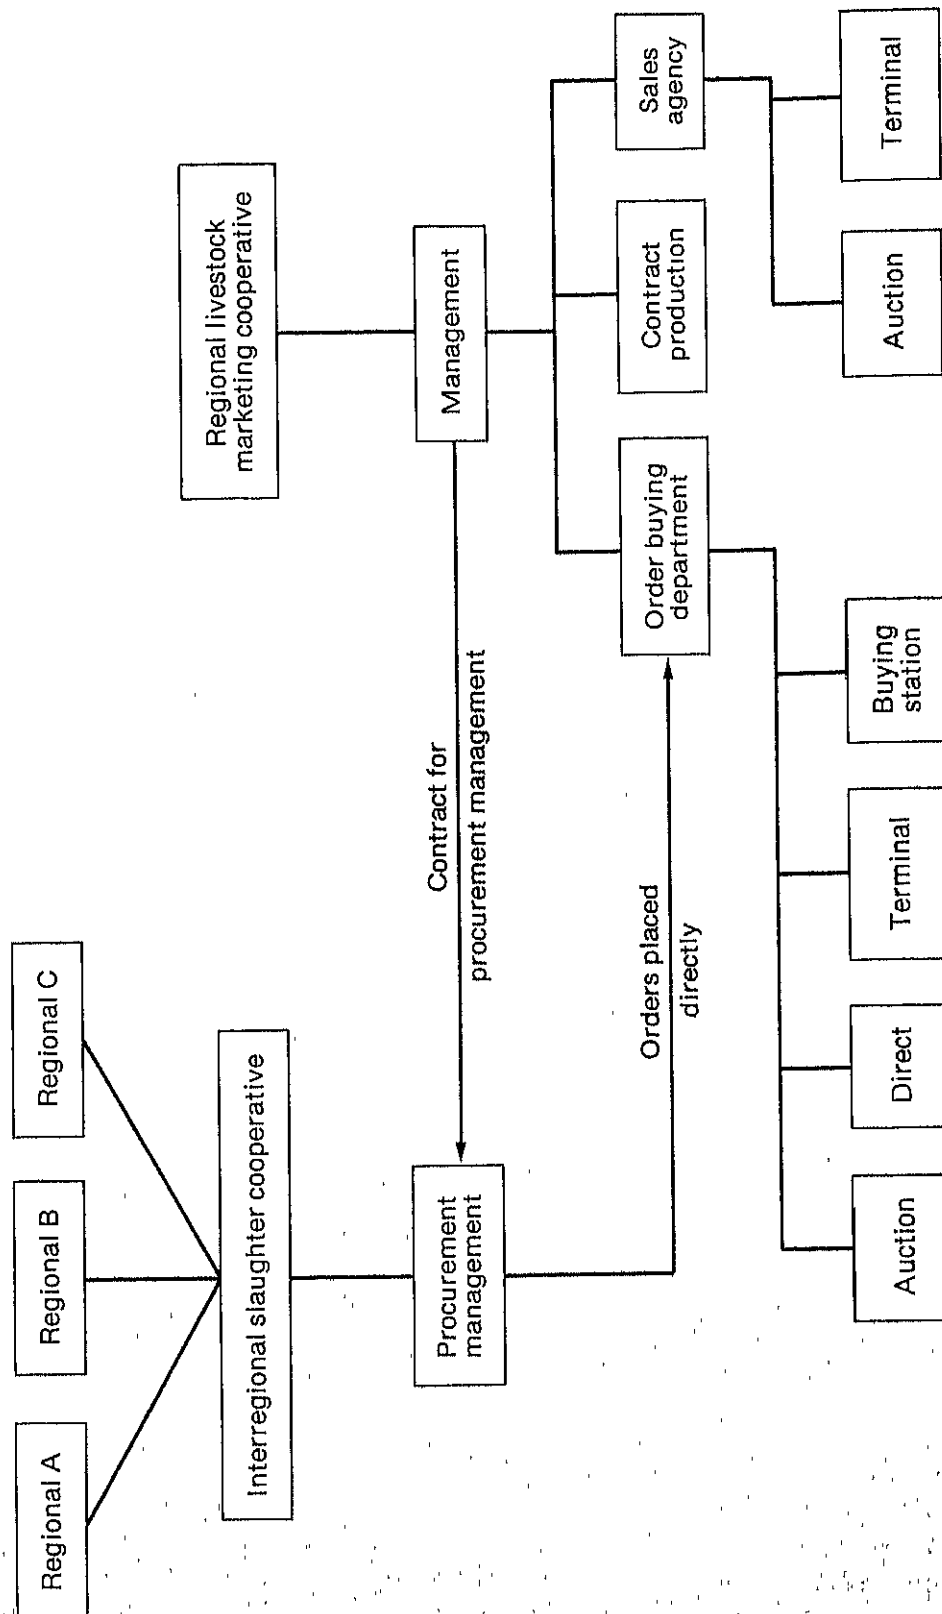 Regional A
Regional B
Regional C
Interregional slaughter cooperative
Regional livestock
marketing cooperative
Procurement
management
Contract for
procurement management
Management
Orders placed
directly
Order buying
department
Contract
production
Sales
agency
Auction
Direct
Terminal
Buying
station
Auction
Terminal